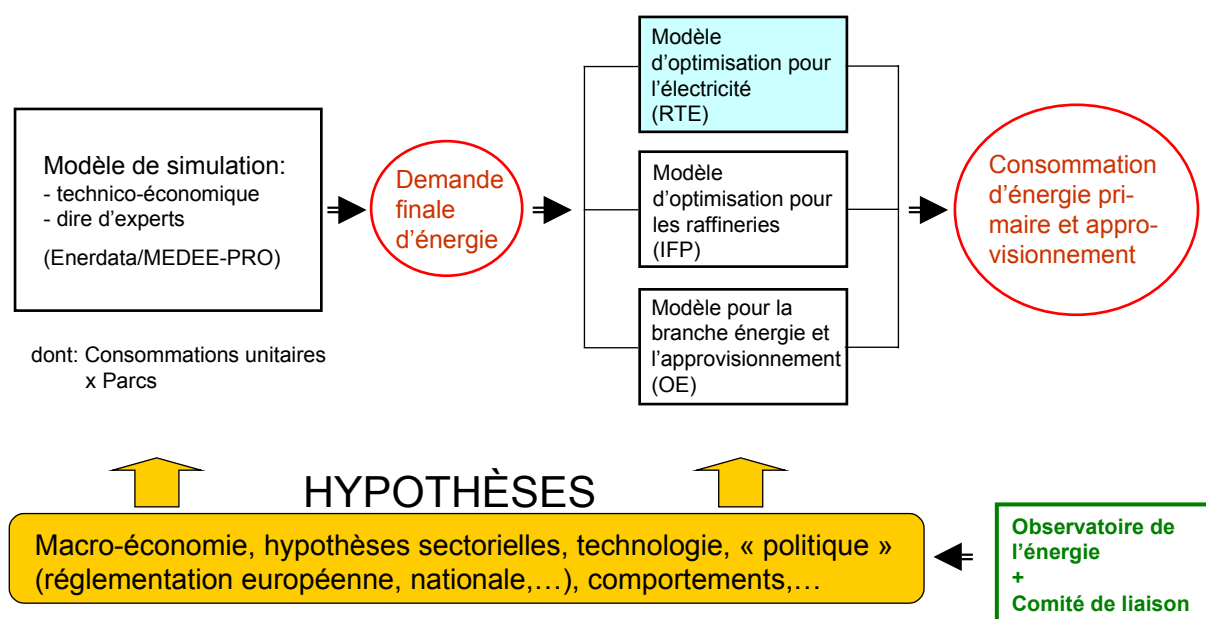 Modèle de simulation:
- technico-économique
- dire d'experts
(Enerdata/MEDEE-PRO)
dont: Consommations unitaires
x Parcs
Demande
finale
d'énergie
Modèle
d'optimisation pour
l'électricité
(RTE)
Modèle
d'optimisation pour
les raffineries
(IFP)
Modèle pour la
branche énergie et
l'approvisionnement
(OE)
Consommation
d'énergie pri-
maire et appro-
visionnement
HYPOTHÈSES
Macro-économie, hypothèses sectorielles, technologie, « politique »
(réglementation européenne, nationale,…), comportements,…
Observatoire de
l'énergie
+
Comité de liaison